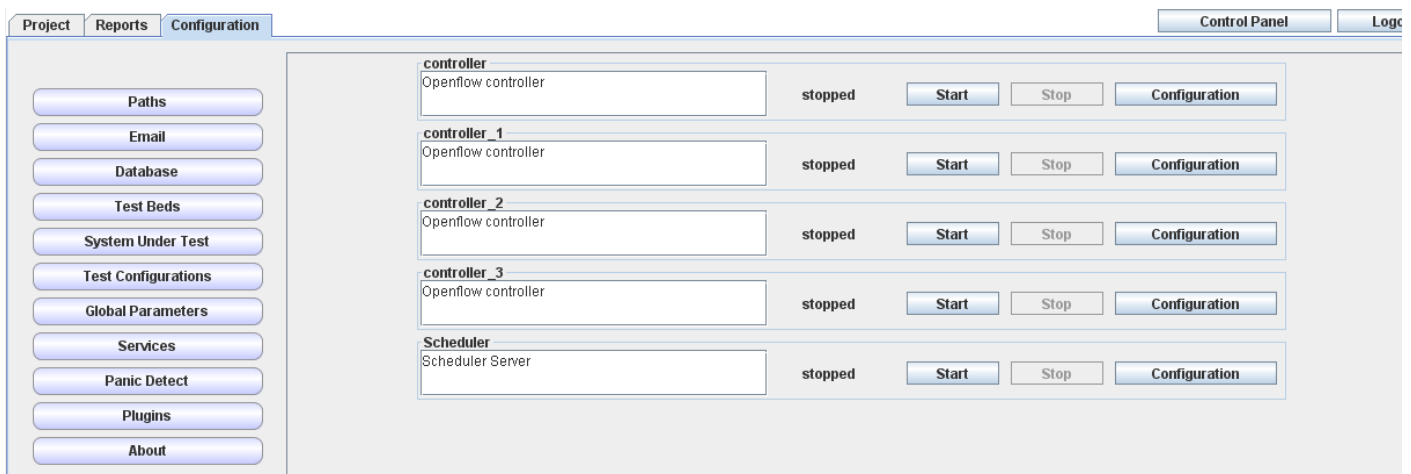 Project Reports Configuration Control Panel Logo
Paths
Email
Database
Test Beds
System Under Test
Test Configurations
Global Parameters
Services
Panic Detect
Plugins
About
controller
Openflow controller
stopped Start Stop Configuration
controller_1
Openflow controller
stopped Start Stop Configuration
controller_2
Openflow controller
stopped Start Stop Configuration
controller_3
Openflow controller
stopped Start Stop Configuration
Scheduler
Scheduler Server
stopped Start Stop Configuration